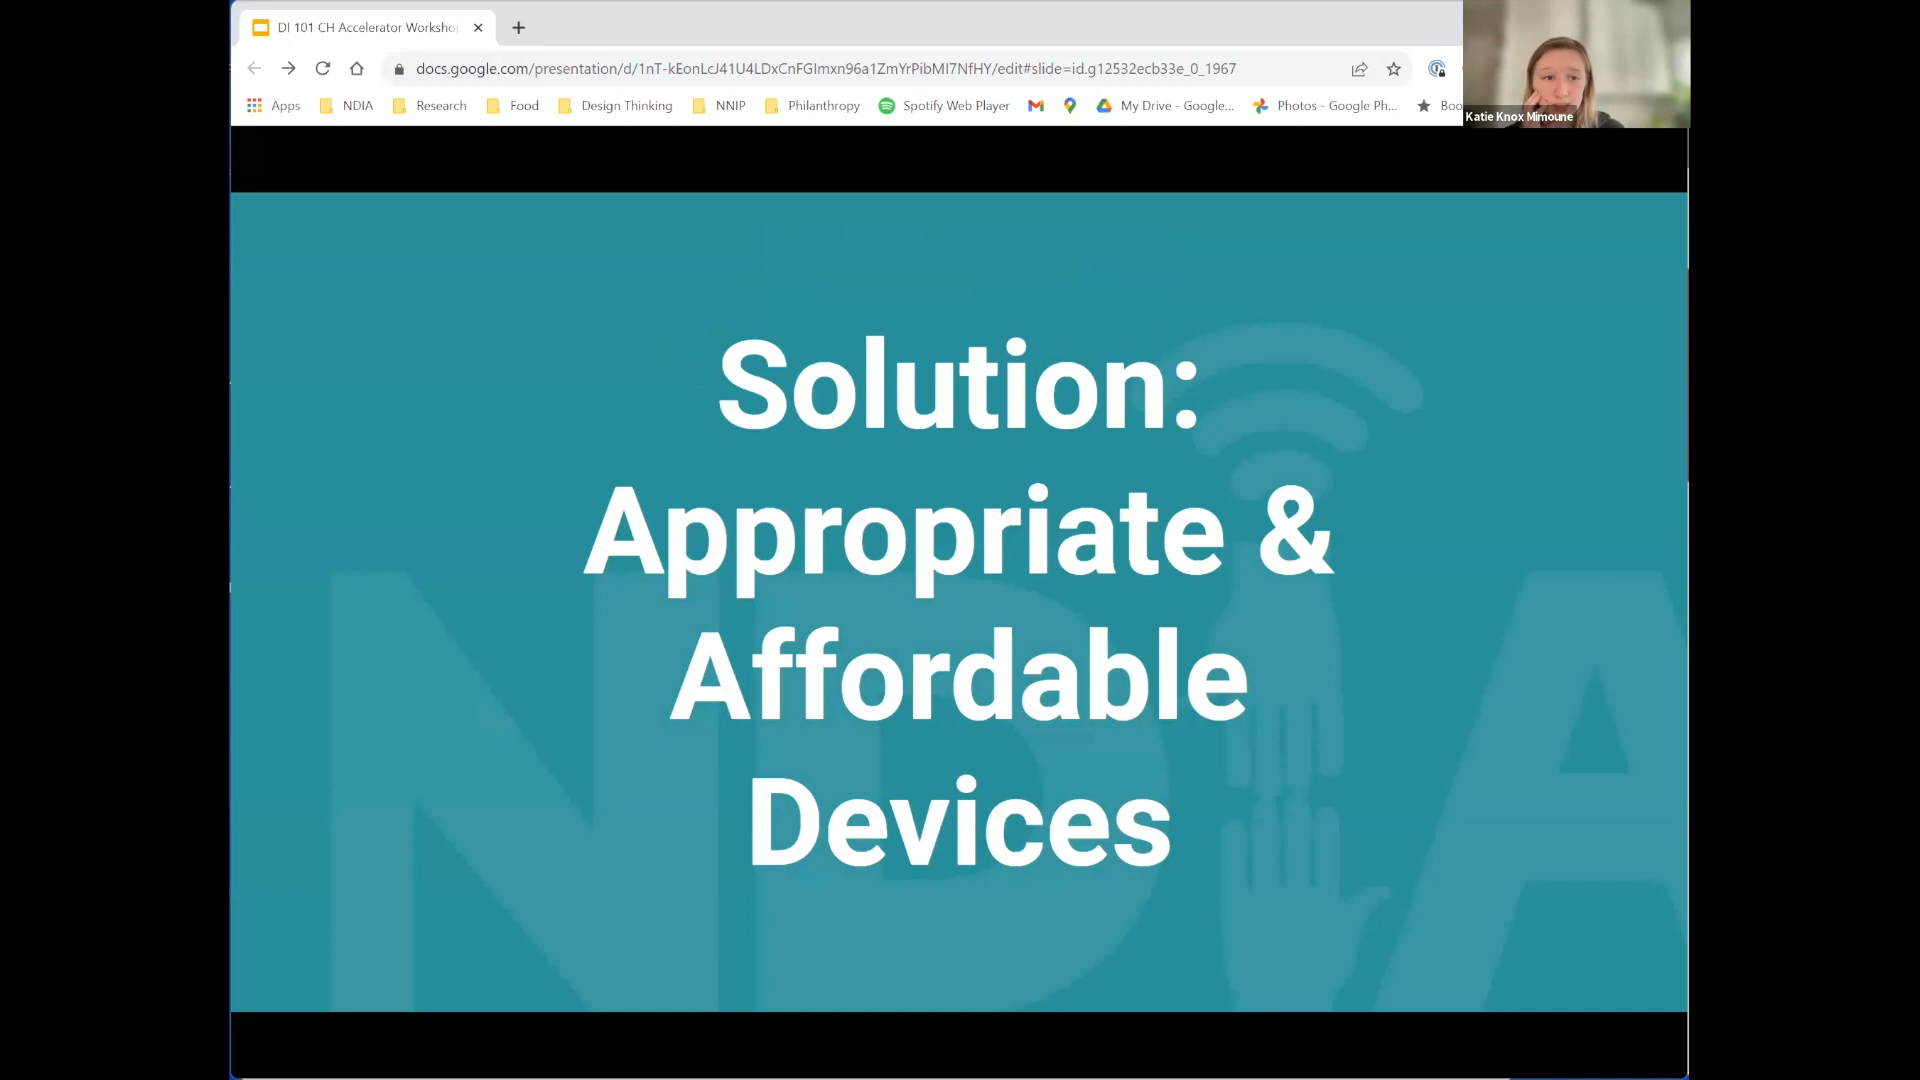 DI 101 CH Accelerator Worksho
docs.google.com/presentation/d/1nT-kEonLcJ41U4LDxCnFGImxn96a1ZmYrPibMI7NfHY/edit#slide=id.g12532ecb33e_0_1967
Apps NDIA Research Food Design Thinking NNIP Philanthropy Spotify Web Player My Drive - Google... Photos - Google Ph... Boo
Katie Knox Mimoune
Solution:
Appropriate &
Affordable
Devices
NDIA